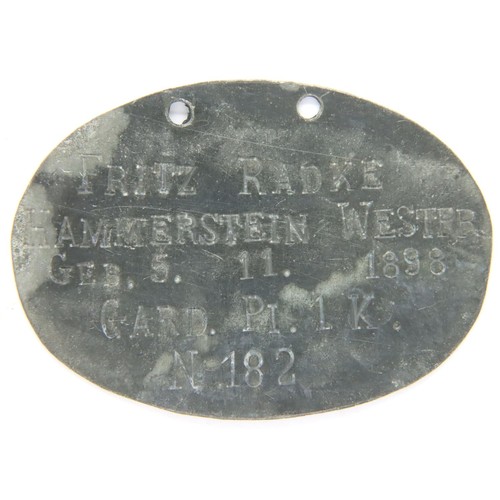 FRITZ RADKE
HAMMERSTEIN WESTPR
GEB. 5. 11. 1898
GARD. PI. 1 K.
N 182